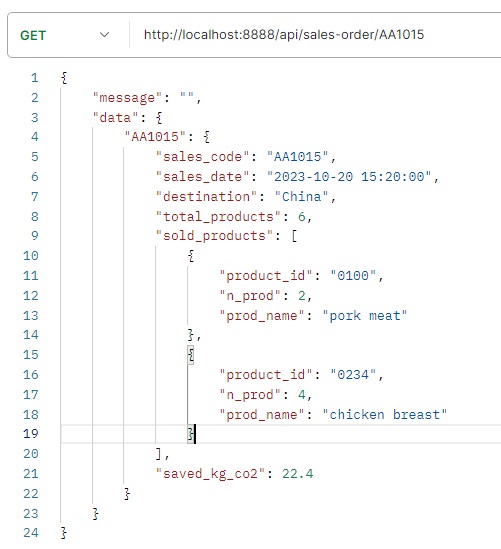 GET http://localhost:8888/api/sales-order/AA1015
1 {
2 "message": "",
3 "data": {
4 "AA1015": {
5 "sales_code": "AA1015",
6 "sales_date": "2023-10-20 15:20:00",
7 "destination": "China",
8 "total_products": 6,
9 "sold_products": [
10 {
11 "product_id": "0100",
12 "n_prod": 2,
13 "prod_name": "pork meat"
14 },
15 {
16 "product_id": "0234",
17 "n_prod": 4,
18 "prod_name": "chicken breast"
19 }
20 ],
21 "saved_kg_co2": 22.4
22 }
23 }
24 }